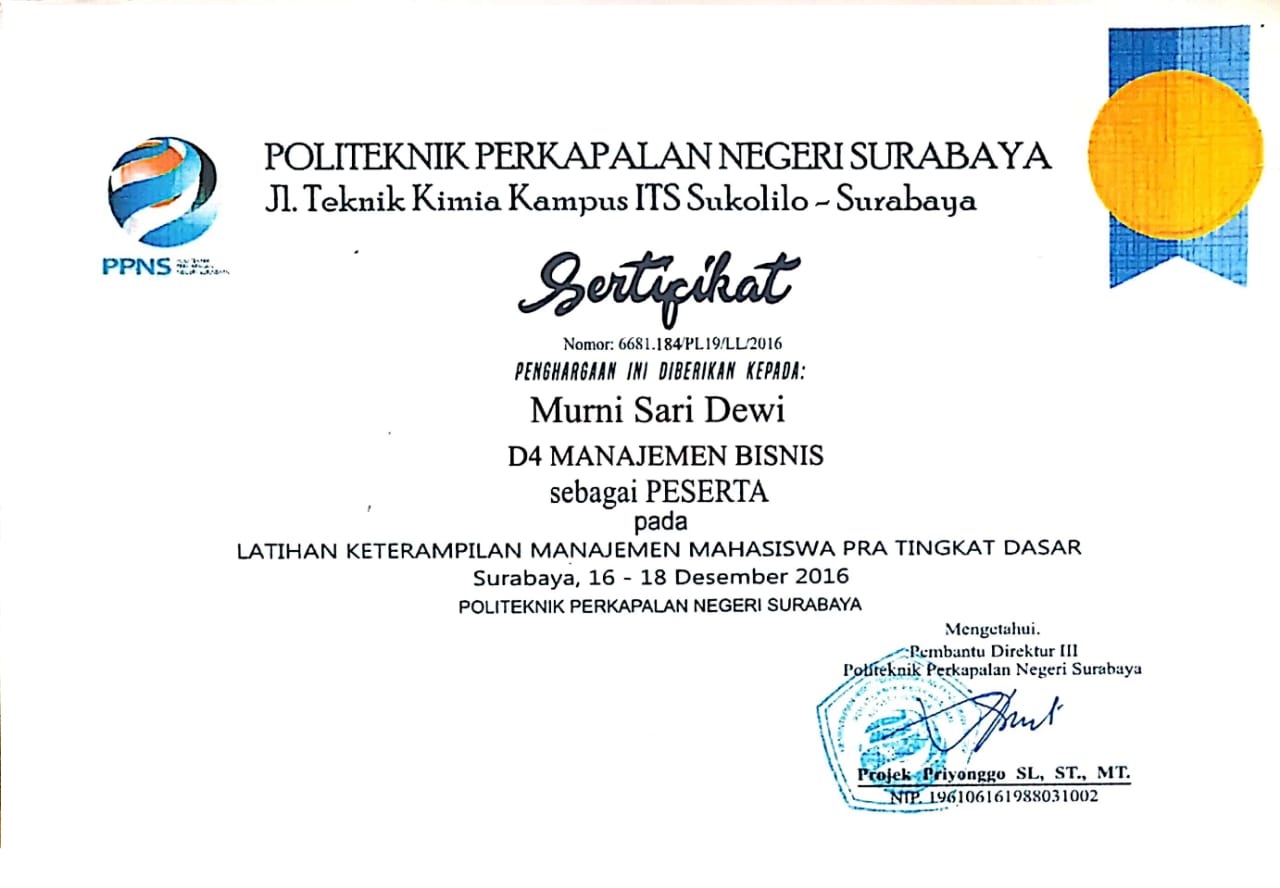 POLITEKNIK PERKAPALAN NEGERI SURABAYA
Jl. Teknik Kimia Kampus ITS Sukolilo ~ Surabaya
PPNS
Sertifikat
Nomor: 6681.184/PL19/LL/2016
PENGHARGAAN INI DIBERIKAN KEPADA:
Murni Sari Dewi
D4 MANAJEMEN BISNIS
sebagai PESERTA
pada
LATIHAN KETERAMPILAN MANAJEMEN MAHASISWA PRA TINGKAT DASAR
Surabaya, 16 - 18 Desember 2016
POLITEKNIK PERKAPALAN NEGERI SURABAYA
Mengetahui.
Pembantu Direktur III
Politeknik Perkapalan Negeri Surabaya
Projek Priyonggo SL, ST., MT.
NIP. 196106161988031002